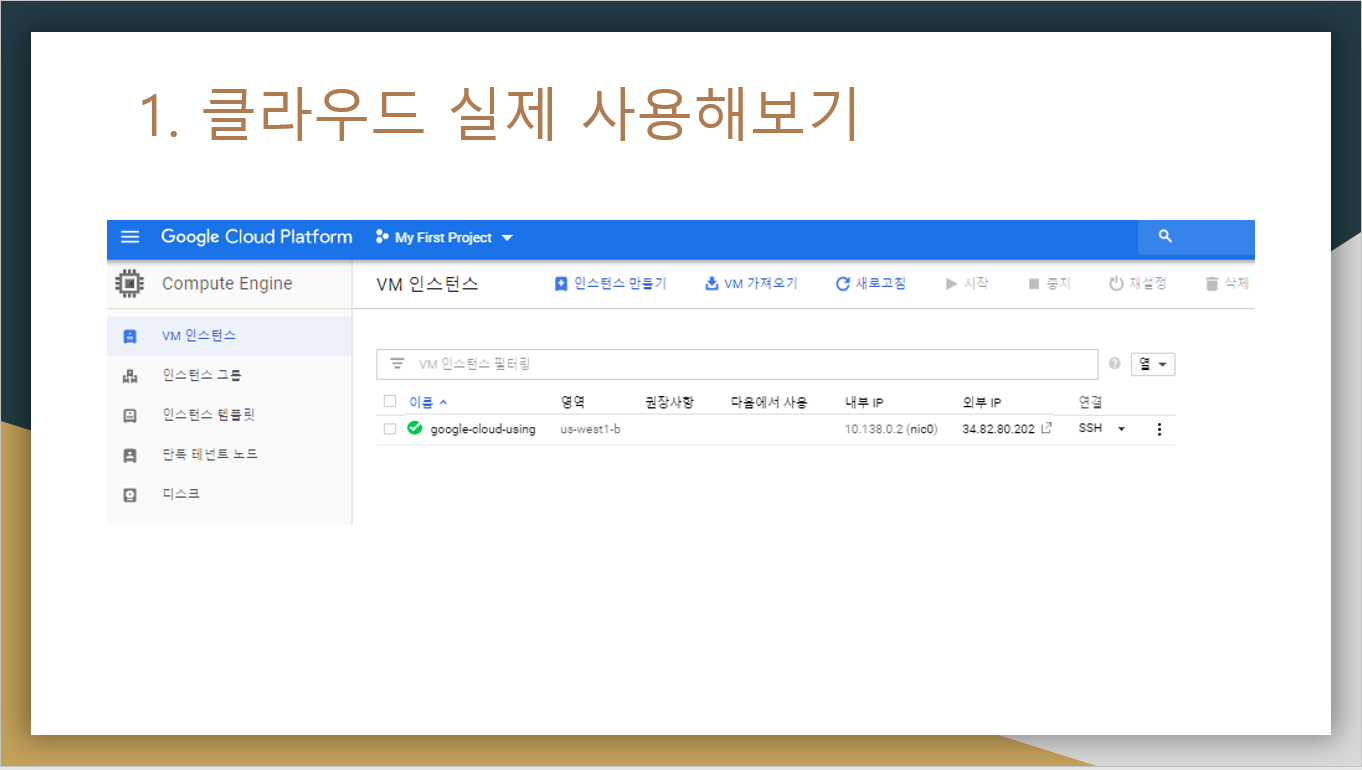 1. 클라우드 실제 사용해보기
Google Cloud Platform My First Project
Compute Engine
VM 인스턴스 인스턴스 만들기 VM 가져오기 새로고침 시작 중지 재설정 삭제
VM 인스턴스
인스턴스 그룹
인스턴스 템플릿
단독 테넌트 노드
디스크
VM 인스턴스 필터링 열
이름 영역 권장사항 다음에서 사용 내부 IP 외부 IP 연결
google-cloud-using us-west1-b 10.138.0.2 (nic0) 34.82.80.202 SSH